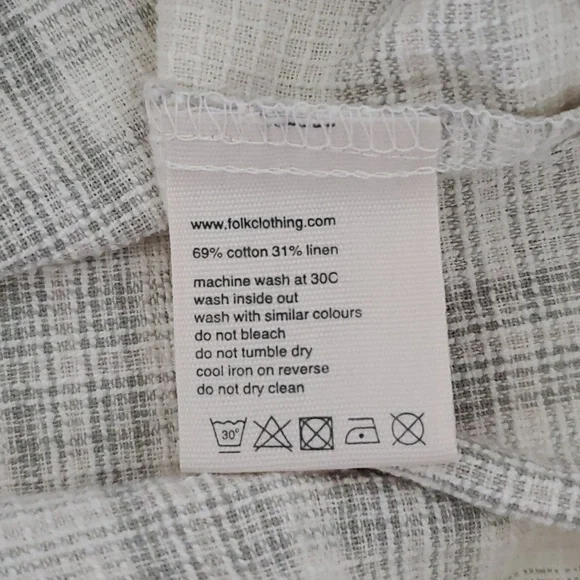 www.folkclothing.com
69% cotton 31% linen
machine wash at 30C
wash inside out
wash with similar colours
do not bleach
do not tumble dry
cool iron on reverse
do not dry clean
30°